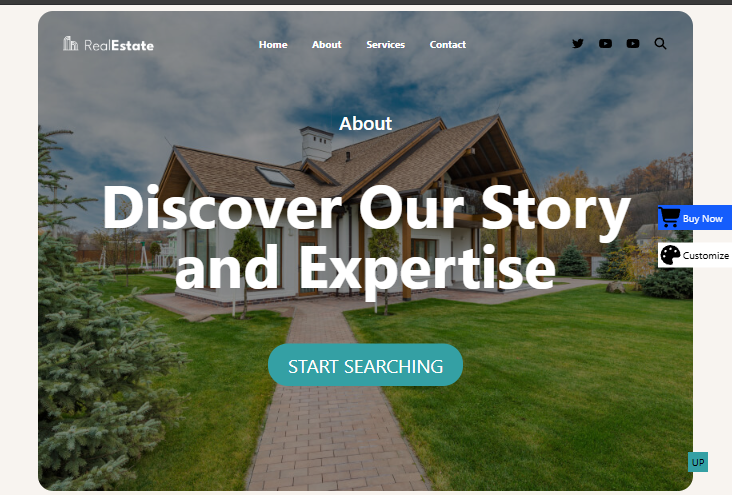 RealEstate
Home About Services Contact
About
Discover Our Story
and Expertise
Buy Now
Customize
START SEARCHING
UP